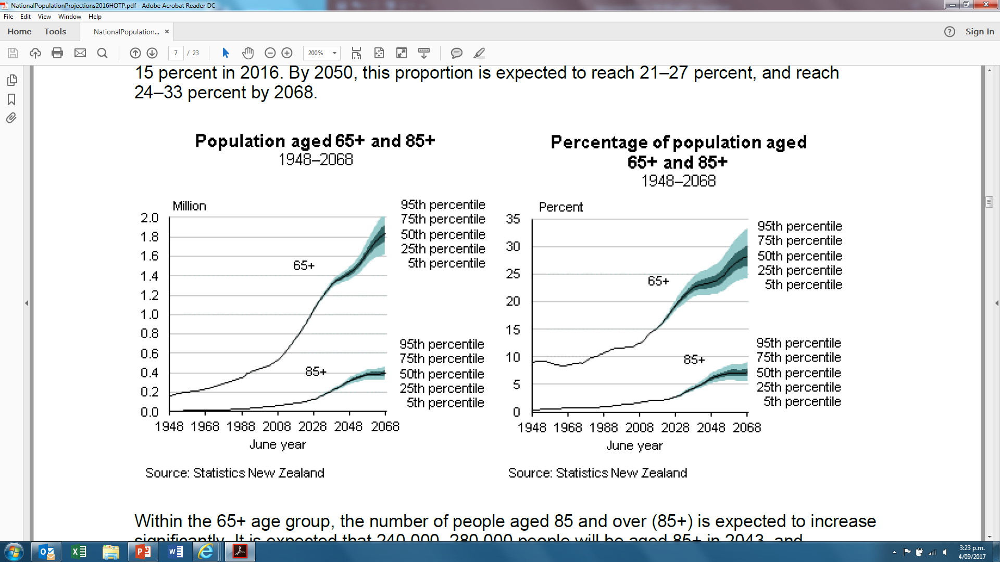 NationalPopulationProjections2016HOTP.pdf - Adobe Acrobat Reader DC
File Edit View Window Help
Home Tools NationalPopulation... × Sign In
7 / 23 200%
15 percent in 2016. By 2050, this proportion is expected to reach 21–27 percent, and reach
24–33 percent by 2068.
Population aged 65+ and 85+
1948–2068
Million
2.0
1.8
1.6
1.4
1.2
1.0
0.8
0.6
0.4
0.2
0.0
65+
85+
95th percentile
75th percentile
50th percentile
25th percentile
5th percentile
95th percentile
75th percentile
50th percentile
25th percentile
5th percentile
1948 1968 1988 2008 2028 2048 2068
June year
Source: Statistics New Zealand
Percentage of population aged
65+ and 85+
1948–2068
Percent
35
30
25
20
15
10
5
0
65+
85+
95th percentile
75th percentile
50th percentile
25th percentile
5th percentile
95th percentile
75th percentile
50th percentile
25th percentile
5th percentile
1948 1968 1988 2008 2028 2048 2068
June year
Source: Statistics New Zealand
Within the 65+ age group, the number of people aged 85 and over (85+) is expected to increase
significantly. It is expected that 240,000–280,000 people will be aged 85+ in 2043, and
3:23 p.m.
4/09/2017